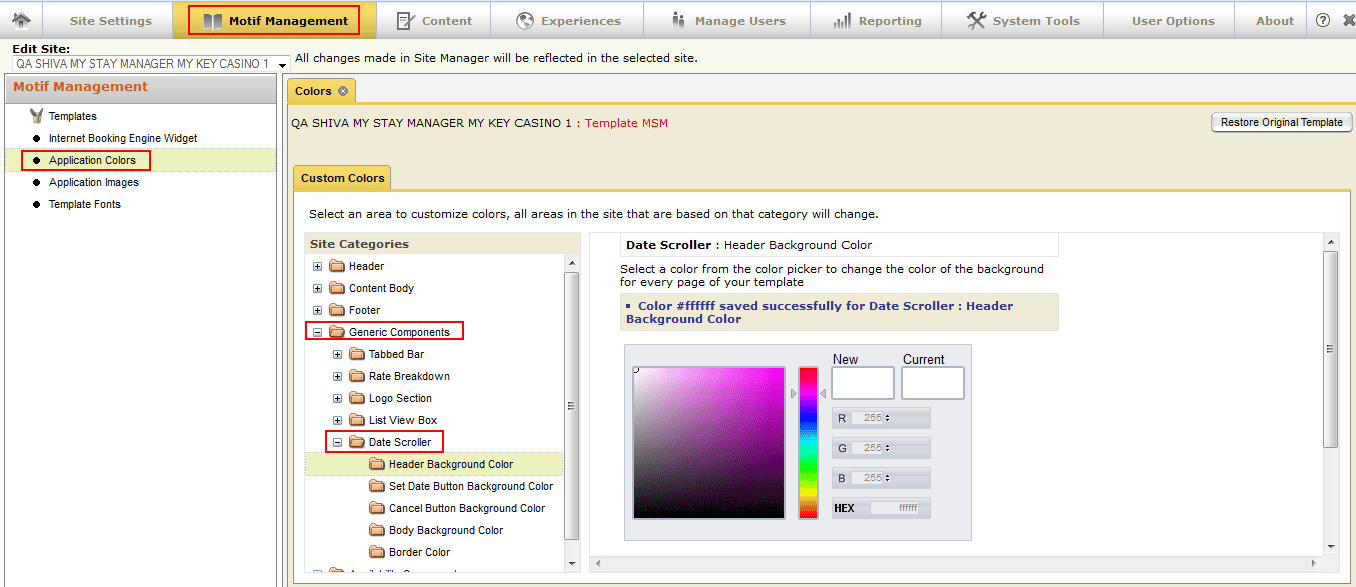 Site Settings
Motif Management
Content
Experiences
Manage Users
Reporting
System Tools
User Options
About
?
Edit Site:
QA SHIVA MY STAY MANAGER MY KEY CASINO 1
All changes made in Site Manager will be reflected in the selected site.
Motif Management
Templates
Internet Booking Engine Widget
Application Colors
Application Images
Template Fonts
Colors
QA SHIVA MY STAY MANAGER MY KEY CASINO 1 : Template MSM
Restore Original Template
Custom Colors
Select an area to customize colors, all areas in the site that are based on that category will change.
Site Categories
Header
Content Body
Footer
Generic Components
Tabbed Bar
Rate Breakdown
Logo Section
List View Box
Date Scroller
Header Background Color
Set Date Button Background Color
Cancel Button Background Color
Body Background Color
Border Color
Date Scroller : Header Background Color
Select a color from the color picker to change the color of the background
for every page of your template
Color #ffffff saved successfully for Date Scroller : Header
Background Color
New
Current
R 255
G 255
B 255
HEX ffffff